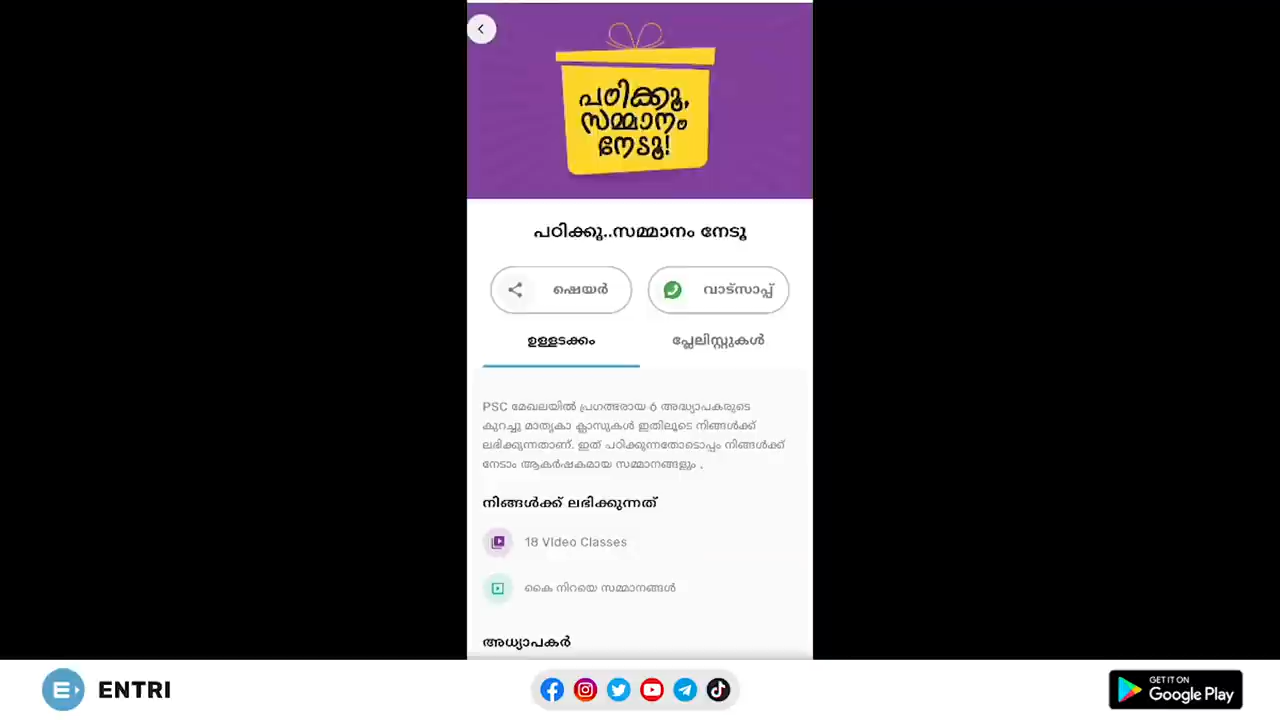 പഠിക്കൂ,
സമ്മാനം
നേടൂ!
പഠിക്കൂ..സമ്മാനം നേടൂ
ഷെയർ
വാട്സാപ്പ്
ഉള്ളടക്കം
പ്ലേലിസ്റ്റുകൾ
PSC മേഖലയിൽ പ്രഗത്ഭരായ 6 അദ്ധ്യാപകരുടെ
കുറച്ചു മാതൃകാ ക്ലാസുകൾ ഇതിലൂടെ നിങ്ങൾക്ക്
ലഭിക്കുന്നതാണ്. ഇത് പഠിക്കുന്നതോടൊപ്പം നിങ്ങൾക്ക്
നേടാം ആകർഷകമായ സമ്മാനങ്ങളും .
നിങ്ങൾക്ക് ലഭിക്കുന്നത്
18 Video Classes
കൈ നിറയെ സമ്മാനങ്ങൾ
അധ്യാപകർ
ENTRI
GET IT ON
Google Play